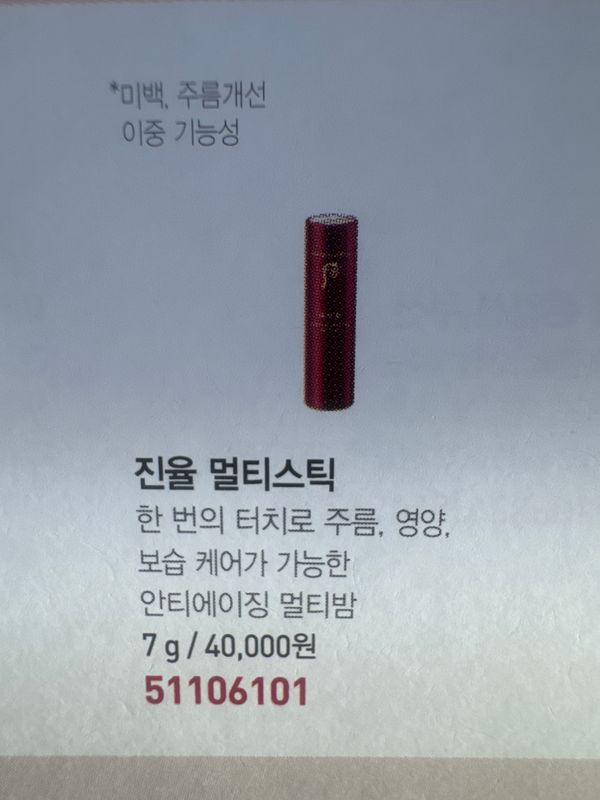 *미백, 주름개선
이중 기능성
진율 멀티스틱
한 번의 터치로 주름, 영양,
보습 케어가 가능한
안티에이징 멀티밤
7 g / 40,000원
51106101